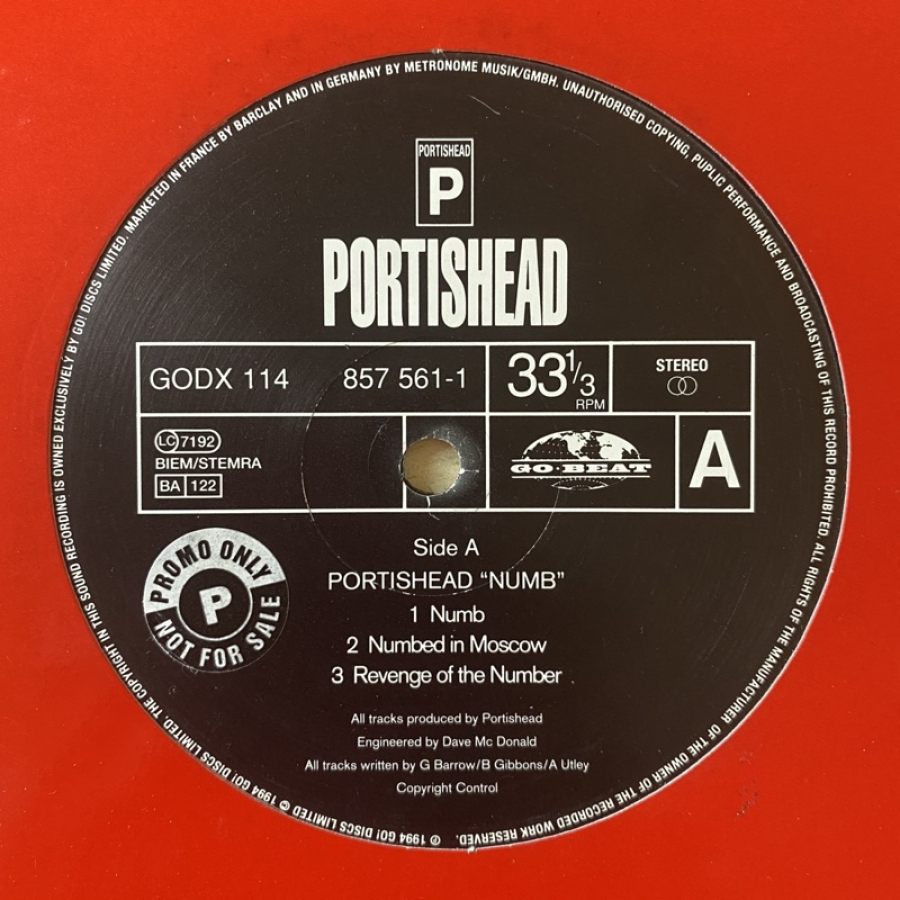 MARKETED IN FRANCE BY BARCLAY AND IN GERMANY BY METRONOME MUSIK/GMBH. UNAUTHORISED COPYING, PUPLIC PERFORMANCE AND BROADCASTING OF THIS RECORD PROHIBITED. ALL RIGHTS OF THE MANUFACTURER OF THE OWNER OF THE RECORDED WORK RESERVED.
℗ 1994 GO! DISCS LIMITED © 1994 GO! DISCS LIMITED. THE COPYRIGHT IN THIS SOUND RECORDING IS OWNED EXCLUSIVELY BY GO! DISCS LIMITED.
PORTISHEAD
P
PORTISHEAD
GODX 114 857 561-1 33 1/3 RPM STEREO
LC 7192
BIEM/STEMRA
BA 122
GO·BEAT
A
PROMO ONLY
P
NOT FOR SALE
Side A
PORTISHEAD “NUMB”
1 Numb
2 Numbed in Moscow
3 Revenge of the Number
All tracks produced by Portishead
Engineered by Dave Mc Donald
All tracks written by G Barrow/B Gibbons/A Utley
Copyright Control